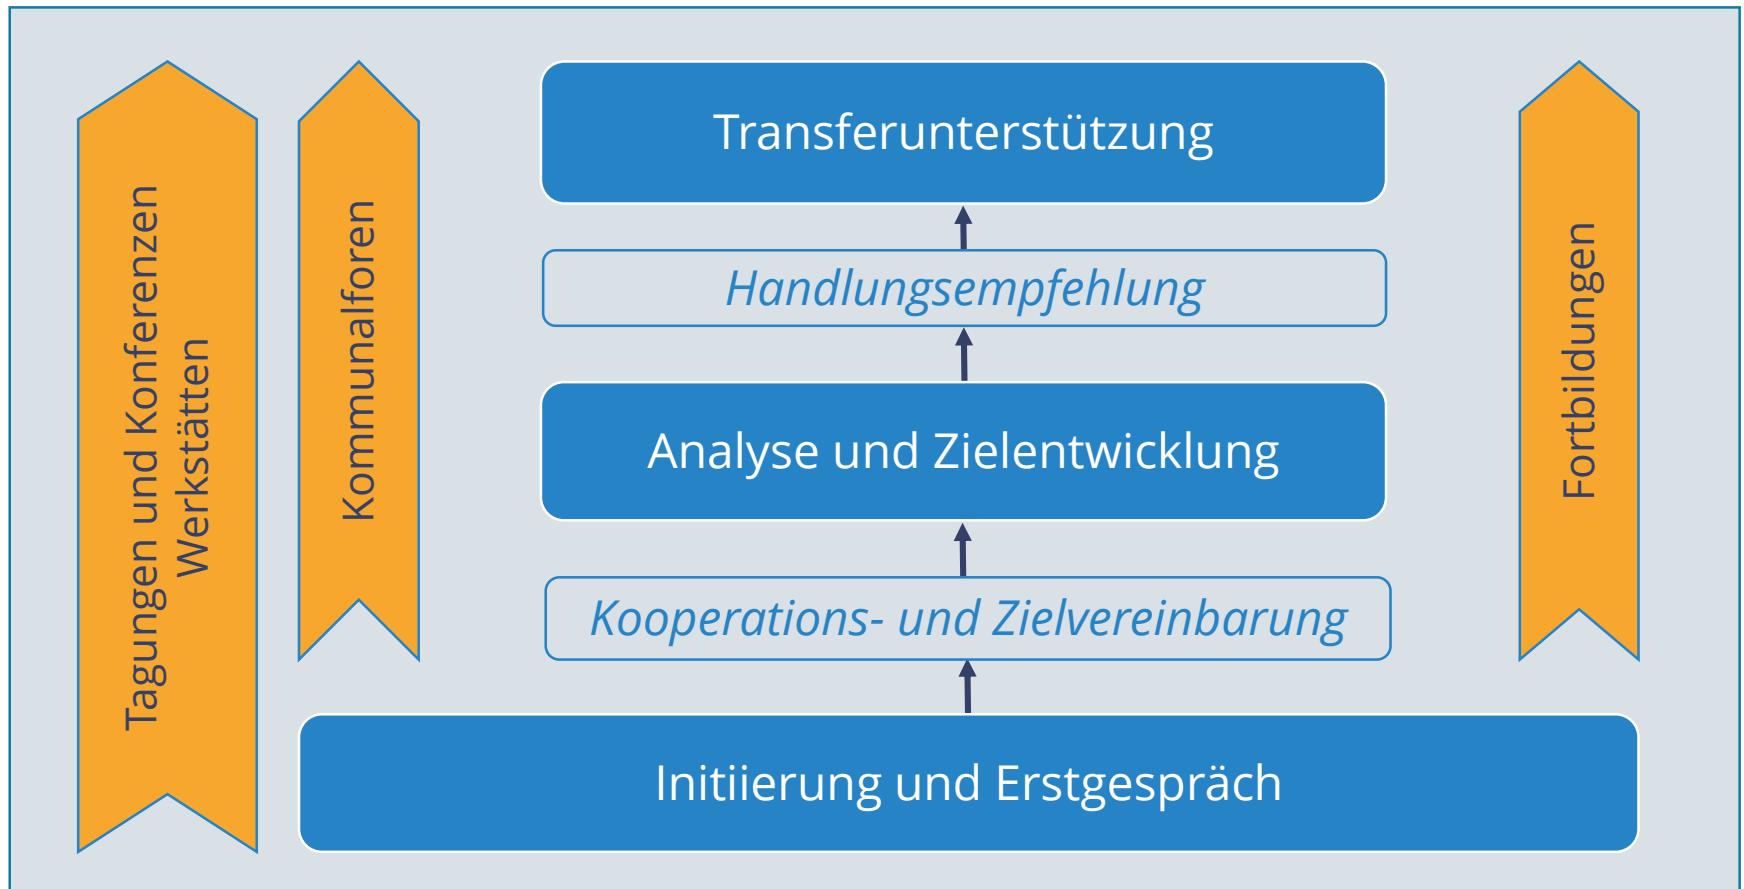 Tagungen und Konferenzen
Werkstätten
Kommunalforen
Transferunterstützung
Handlungsempfehlung
Analyse und Zielentwicklung
Kooperations- und Zielvereinbarung
Initiierung und Erstgespräch
Fortbildungen